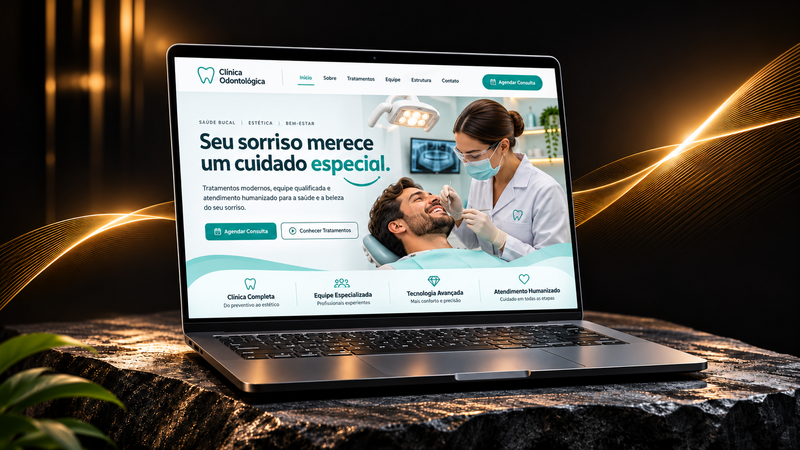 Clínica
Odontológica
Início
Sobre
Tratamentos
Equipe
Estrutura
Contato
Agendar Consulta
SAÚDE BUCAL | ESTÉTICA | BEM-ESTAR
Seu sorriso merece
um cuidado especial.
Tratamentos modernos, equipe qualificada e
atendimento humanizado para a saúde e a beleza
do seu sorriso.
Agendar Consulta
Conhecer Tratamentos
Clínica Completa
Do preventivo ao estético
Equipe Especializada
Profissionais experientes
Tecnologia Avançada
Mais conforto e precisão
Atendimento Humanizado
Cuidado em todas as etapas